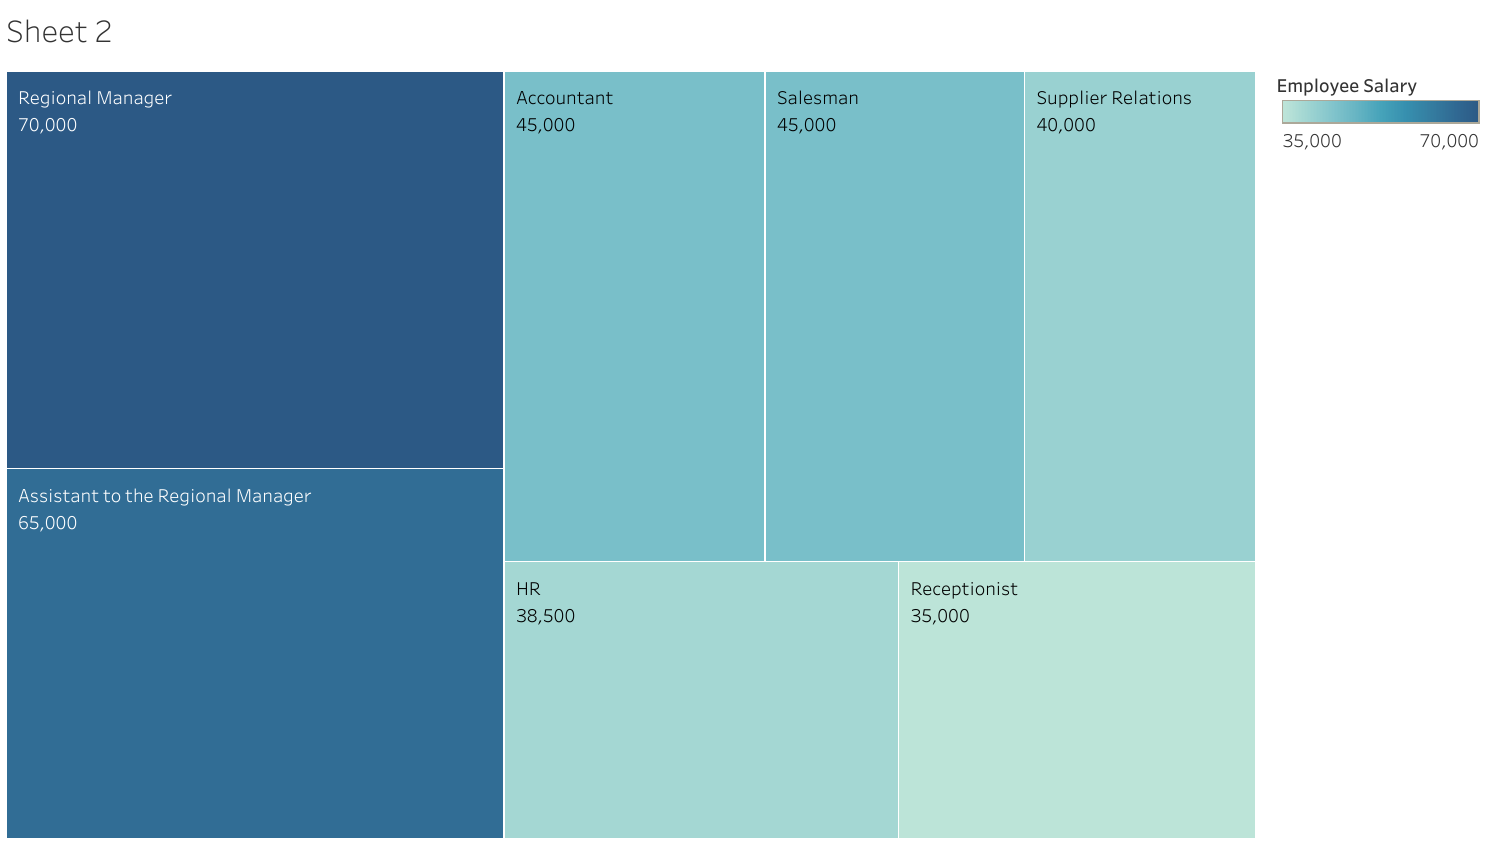 Sheet 2
Regional Manager
70,000
Assistant to the Regional Manager
65,000
Accountant
45,000
Salesman
45,000
Supplier Relations
40,000
HR
38,500
Receptionist
35,000
Employee Salary
35,000 70,000